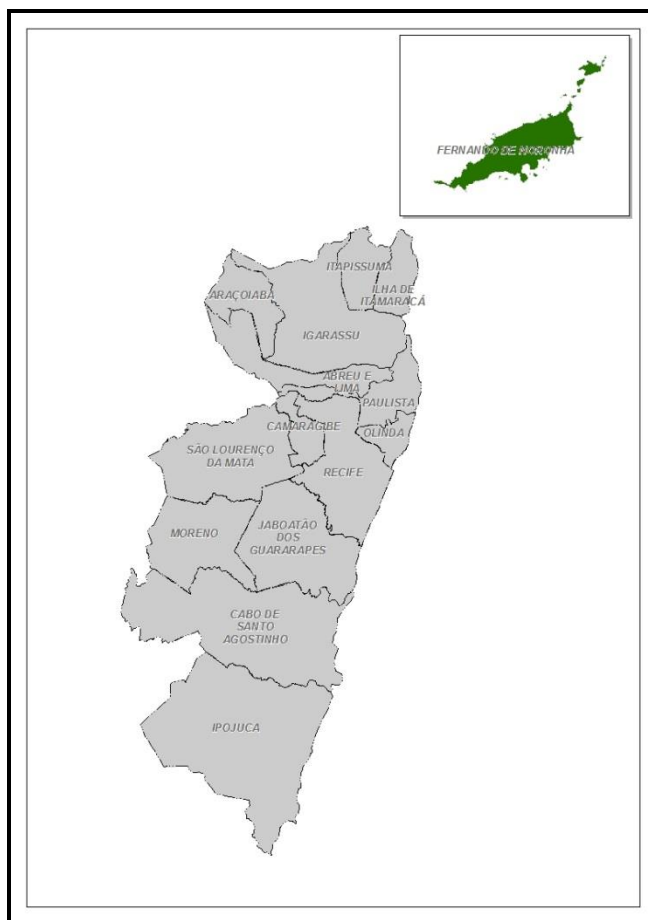 FERNANDO DE NORONHA
ITAPISSUMA
ARAÇOIABA
ILHA DE
ITAMARACÁ
IGARASSU
ABREU E
LIMA
PAULISTA
CAMARAGIBE
OLINDA
SÃO LOURENÇO
DA MATA
RECIFE
MORENO
JABOATÃO
DOS
GUARARAPES
CABO DE
SANTO
AGOSTINHO
IPOJUCA